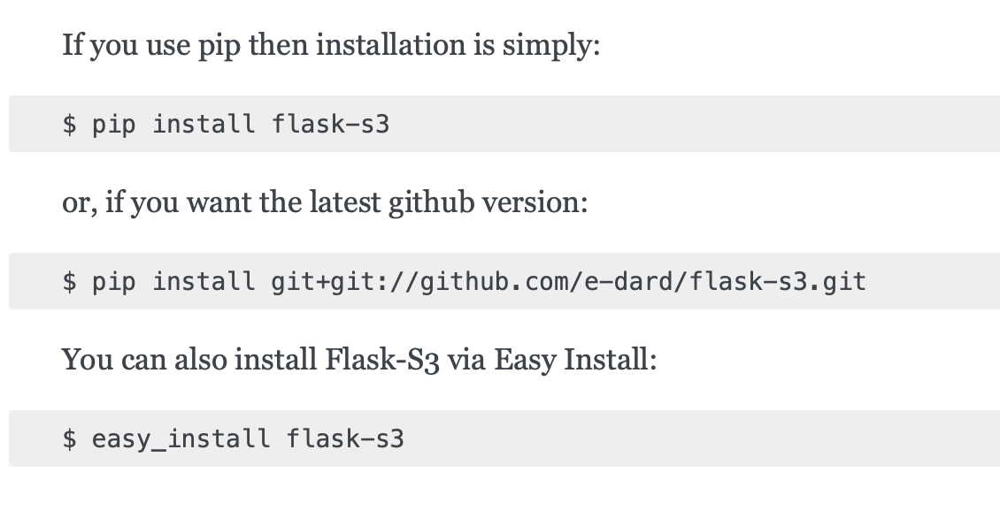 If you use pip then installation is simply:
$ pip install flask-s3
or, if you want the latest github version:
$ pip install git+git://github.com/e-dard/flask-s3.git
You can also install Flask-S3 via Easy Install:
$ easy_install flask-s3